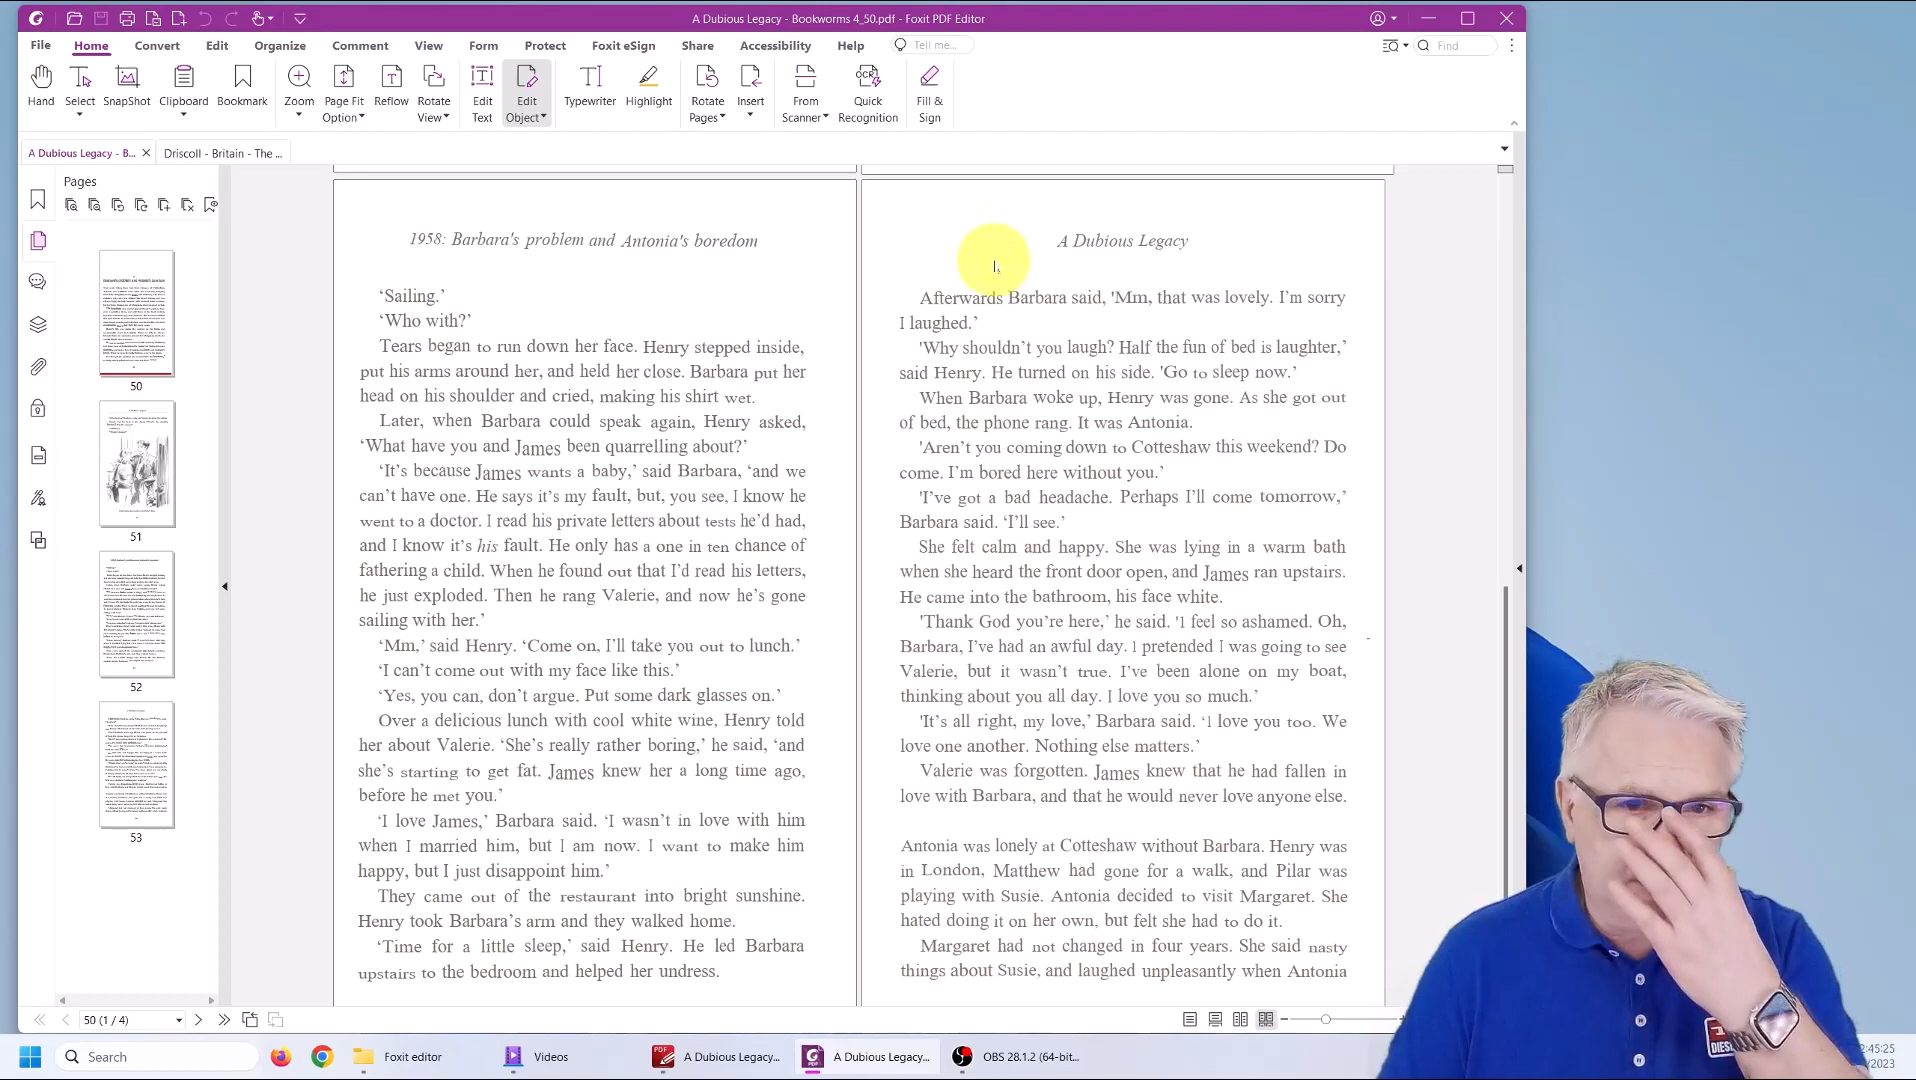 A Dubious Legacy - Bookworms 4_50.pdf - Foxit PDF Editor
File Home Convert Edit Organize Comment View Form Protect Foxit eSign Share Accessibility Help Tell me... Find
Hand Select SnapShot Clipboard Bookmark Zoom Page Fit Option Reflow Rotate View Edit Text Edit Object Typewriter Highlight Rotate Pages Insert From Scanner Quick Recognition Fill & Sign
A Dubious Legacy - B... Driscoll - Britain - The ...
Pages
50
51
52
53
1958: Barbara's problem and Antonia's boredom
‘Sailing.’
‘Who with?’
Tears began to run down her face. Henry stepped inside,
put his arms around her, and held her close. Barbara put her
head on his shoulder and cried, making his shirt wet.
Later, when Barbara could speak again, Henry asked,
‘What have you and James been quarrelling about?’
‘It’s because James wants a baby,’ said Barbara, ‘and we
can’t have one. He says it’s my fault, but, you see, I know he
went to a doctor. I read his private letters about tests he’d had,
and I know it’s his fault. He only has a one in ten chance of
fathering a child. When he found out that I’d read his letters,
he just exploded. Then he rang Valerie, and now he’s gone
sailing with her.’
‘Mm,’ said Henry. ‘Come on, I’ll take you out to lunch.’
‘I can’t come out with my face like this.’
‘Yes, you can, don’t argue. Put some dark glasses on.’
Over a delicious lunch with cool white wine, Henry told
her about Valerie. ‘She’s really rather boring,’ he said, ‘and
she’s starting to get fat. James knew her a long time ago,
before he met you.’
‘I love James,’ Barbara said. ‘I wasn’t in love with him
when I married him, but I am now. I want to make him
happy, but I just disappoint him.’
They came out of the restaurant into bright sunshine.
Henry took Barbara’s arm and they walked home.
‘Time for a little sleep,’ said Henry. He led Barbara
upstairs to the bedroom and helped her undress.
A Dubious Legacy
Afterwards Barbara said, 'Mm, that was lovely. I’m sorry
I laughed.’
'Why shouldn’t you laugh? Half the fun of bed is laughter,’
said Henry. He turned on his side. 'Go to sleep now.’
When Barbara woke up, Henry was gone. As she got out
of bed, the phone rang. It was Antonia.
'Aren’t you coming down to Cotteshaw this weekend? Do
come. I’m bored here without you.’
'I’ve got a bad headache. Perhaps I’ll come tomorrow,’
Barbara said. ‘I’ll see.’
She felt calm and happy. She was lying in a warm bath
when she heard the front door open, and James ran upstairs.
He came into the bathroom, his face white.
'Thank God you’re here,’ he said. 'l feel so ashamed. Oh,
Barbara, I’ve had an awful day. l pretended I was going to see
Valerie, but it wasn’t true. I’ve been alone on my boat,
thinking about you all day. I love you so much.’
'It’s all right, my love,’ Barbara said. ‘l love you too. We
love one another. Nothing else matters.’
Valerie was forgotten. James knew that he had fallen in
love with Barbara, and that he would never love anyone else.
Antonia was lonely at Cotteshaw without Barbara. Henry was
in London, Matthew had gone for a walk, and Pilar was
playing with Susie. Antonia decided to visit Margaret. She
hated doing it on her own, but felt she had to do it.
Margaret had not changed in four years. She said nasty
things about Susie, and laughed unpleasantly when Antonia
50 (1 / 4)
DIES
Search Foxit editor Videos A Dubious Legacy... A Dubious Legacy... OBS 28.1.2 (64-bit... 2:45:25
/2023